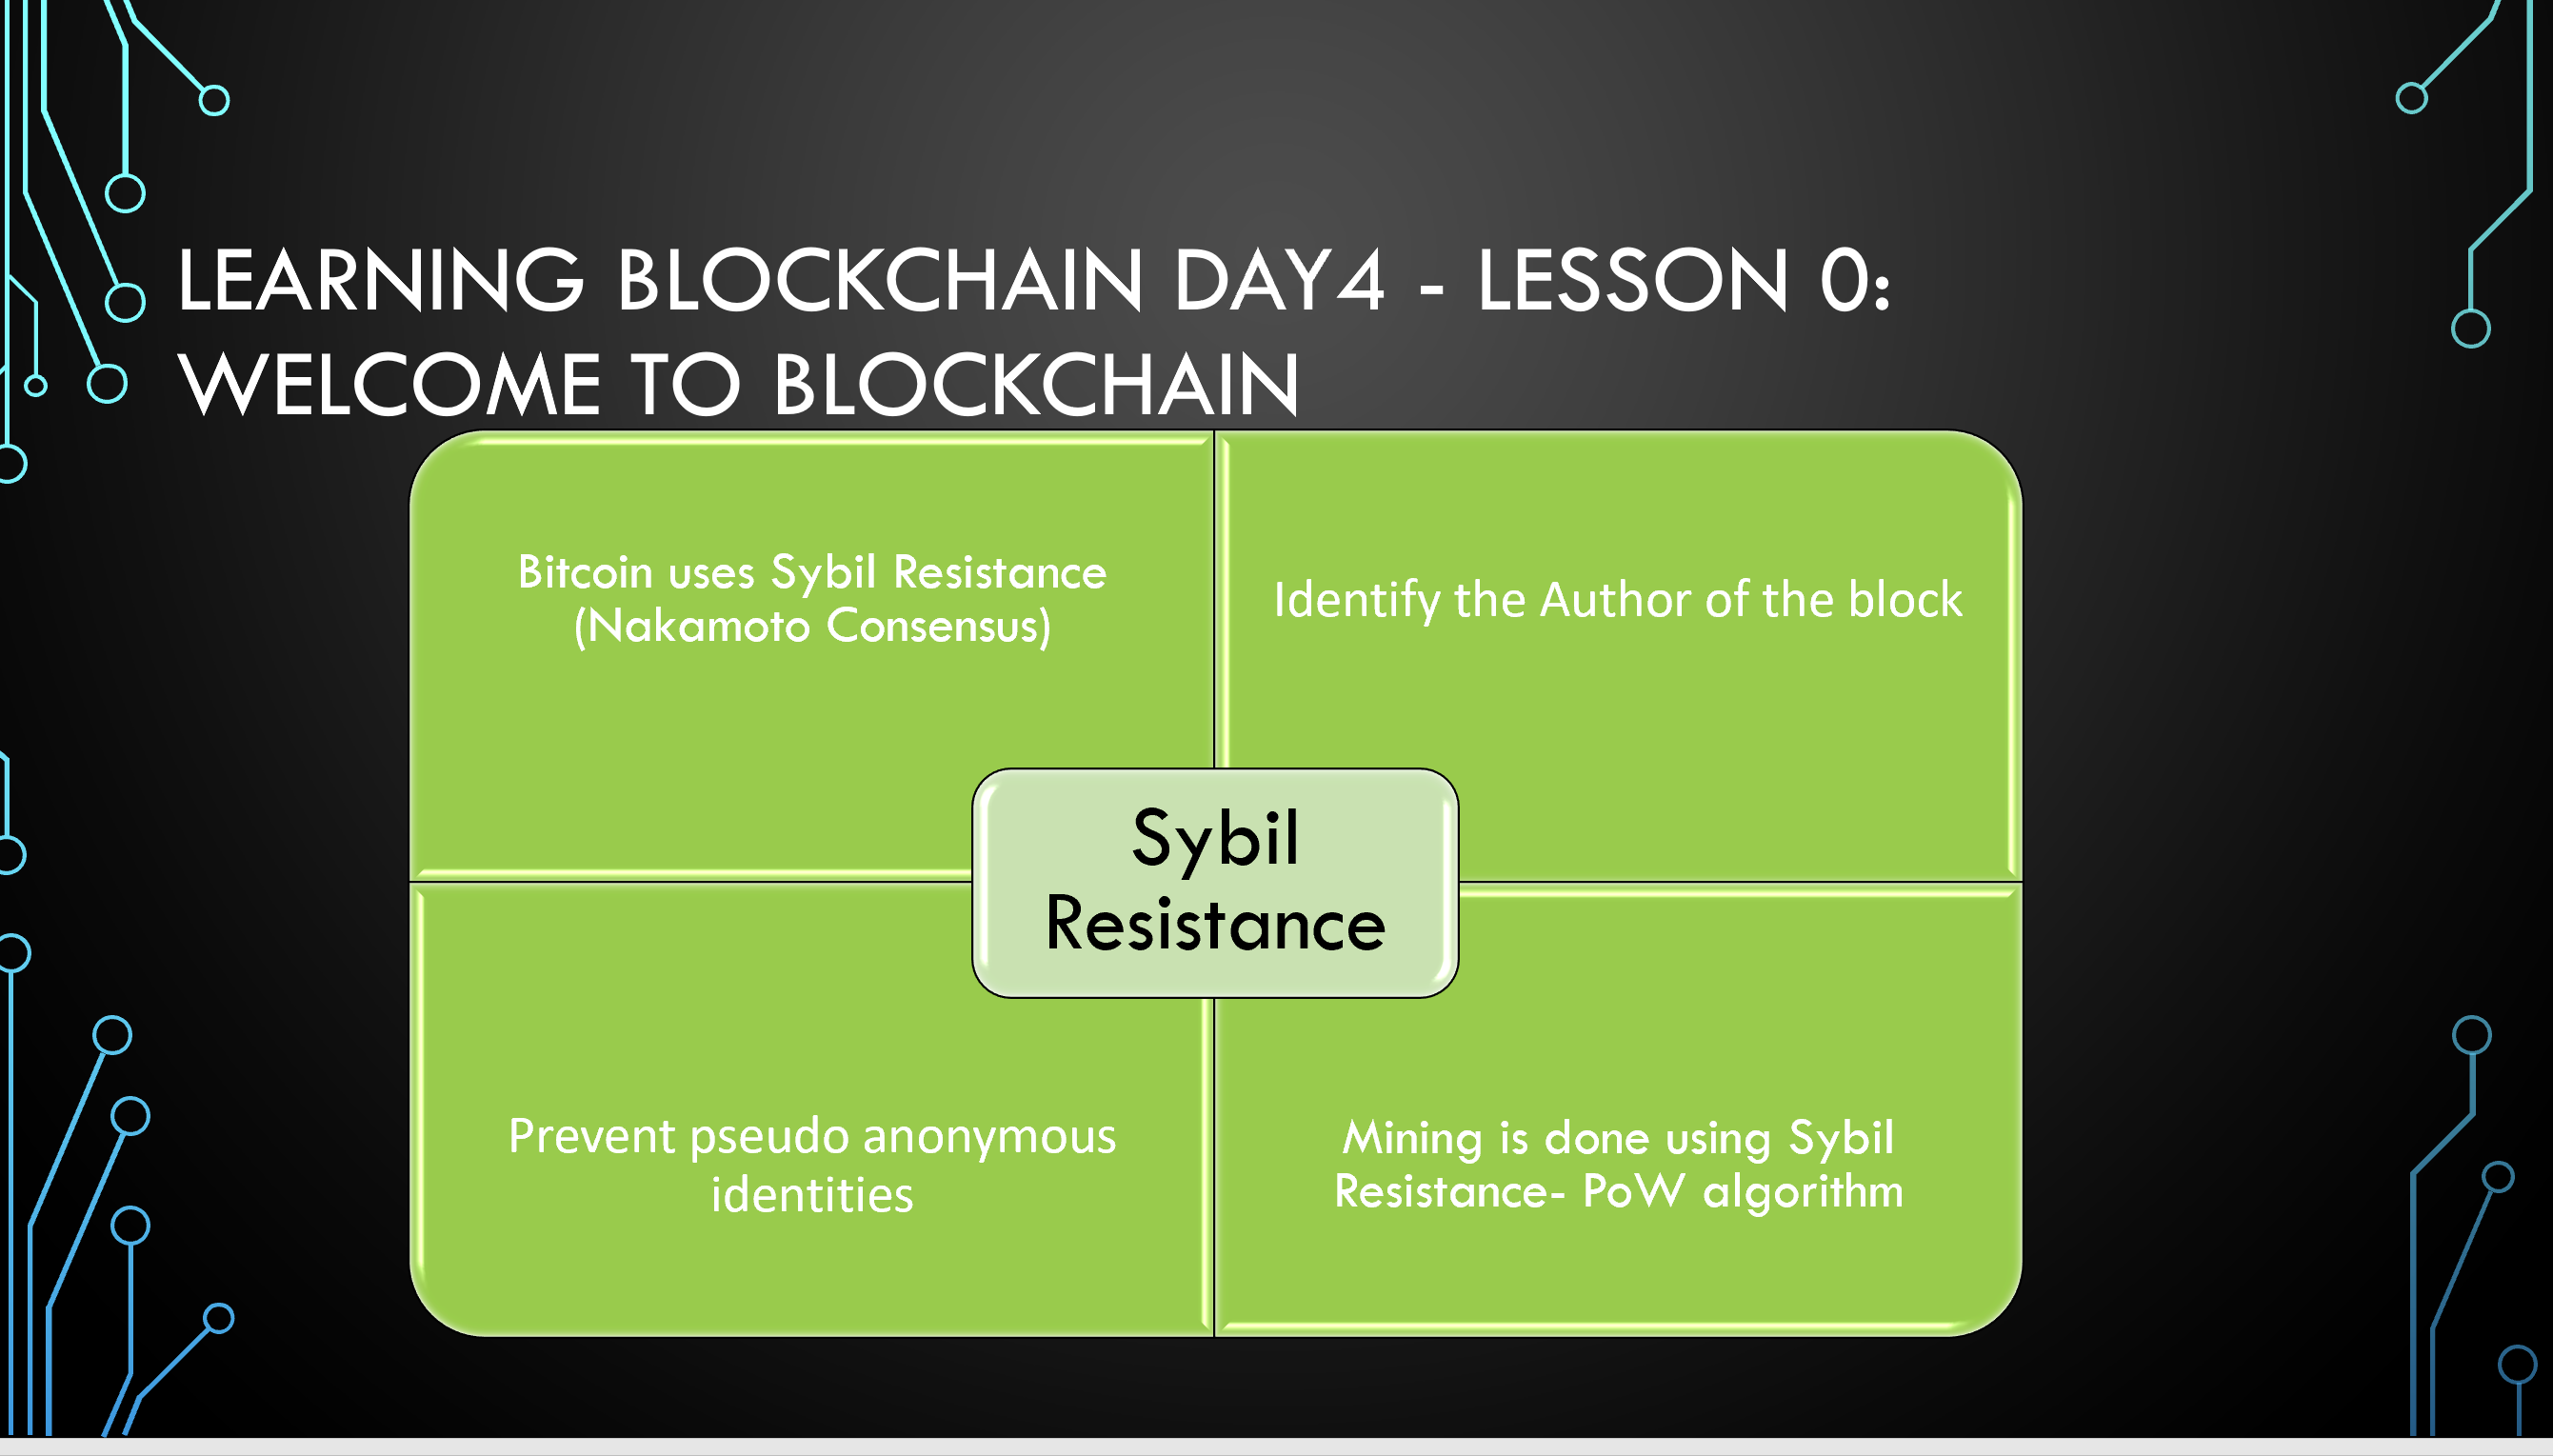 LEARNING BLOCKCHAIN DAY4 - LESSON 0:
WELCOME TO BLOCKCHAIN
Bitcoin uses Sybil Resistance
(Nakamoto Consensus)
Identify the Author of the block
Sybil
Resistance
Prevent pseudo anonymous
identities
Mining is done using Sybil
Resistance- PoW algorithm